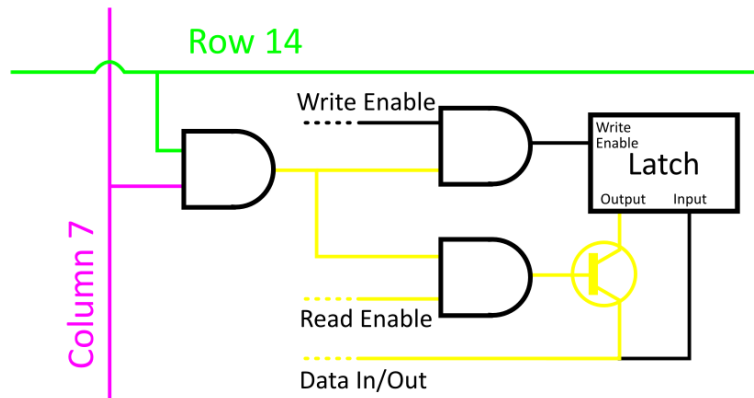 Row 14
Write Enable
Write
Enable
Latch
Output Input
Column 7
Read Enable
Data In/Out